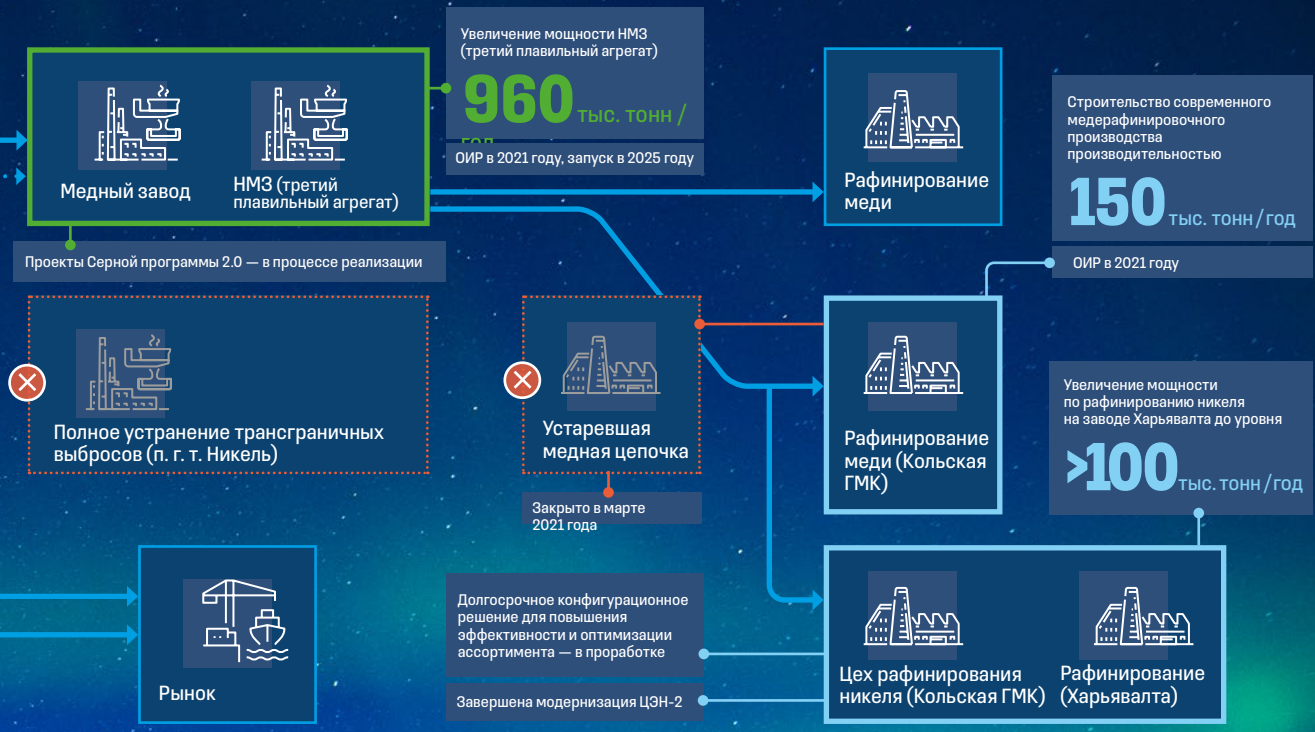 Увеличение мощности НМЗ
(третий плавильный агрегат)
960 тыс. тонн /
год
ОИР в 2021 году, запуск в 2025 году
Медный завод
НМЗ (третий
плавильный агрегат)
Проекты Серной программы 2.0 — в процессе реализации
Рафинирование
меди
Строительство современного
медерафинировочного
производства
производительностью
150 тыс. тонн/год
ОИР в 2021 году
Полное устранение трансграничных
выбросов (п. г. т. Никель)
Устаревшая
медная цепочка
Закрыто в марте
2021 года
Рафинирование
меди (Кольская
ГМК)
Увеличение мощности
по рафинированию никеля
на заводе Харьявалта до уровня
>100 тыс. тонн/год
Рынок
Долгосрочное конфигурационное
решение для повышения
эффективности и оптимизации
ассортимента — в проработке
Завершена модернизация ЦЭН-2
Цех рафинирования
никеля (Кольская ГМК)
Рафинирование
(Харьявалта)